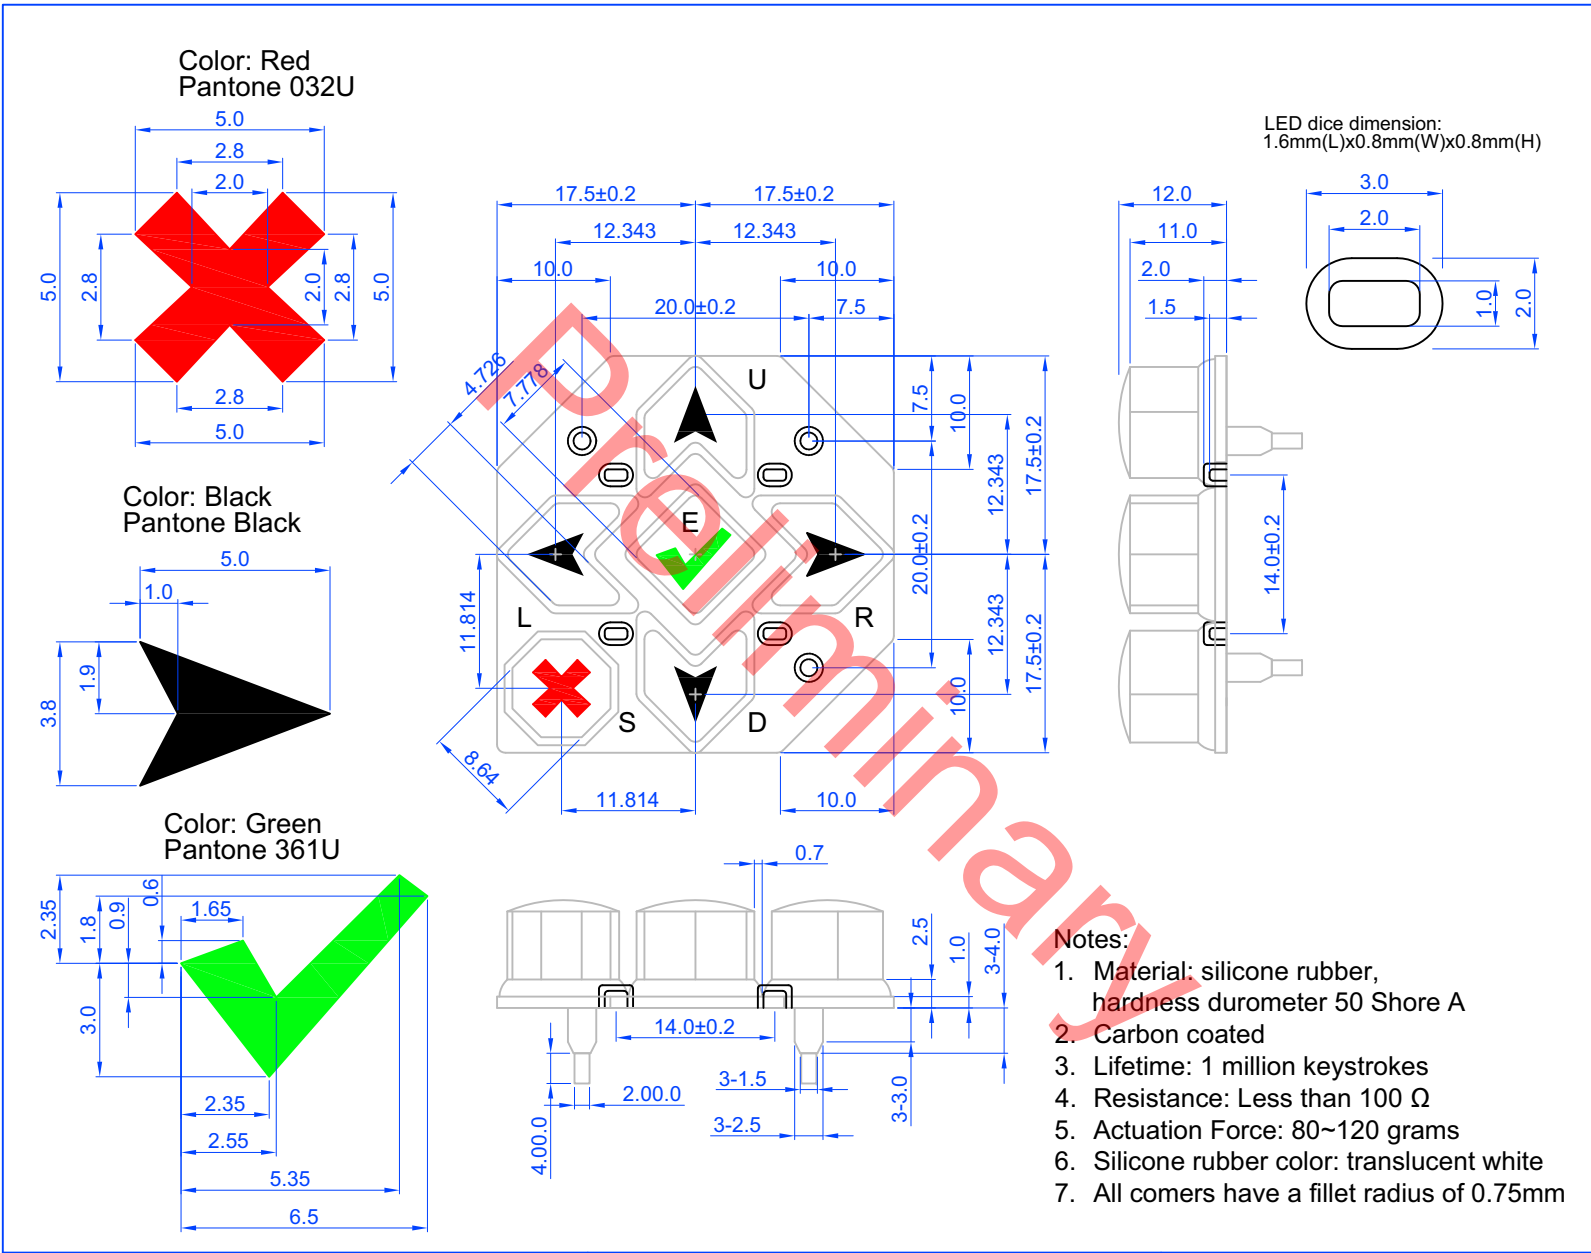 Color: Red
Pantone 032U
5.0
2.8
2.0
5.0
2.8
2.0
2.8
5.0
2.8
5.0
Color: Black
Pantone Black
5.0
1.0
1.9
3.8
Color: Green
Pantone 361U
2.35
1.8
0.9
0.6
1.65
3.0
2.35
2.55
5.35
6.5
17.5±0.2
17.5±0.2
12.343
12.343
10.0
10.0
20.0±0.2
7.5
4.726
7.778
U
E
L
R
S
D
7.5
10.0
12.343
17.5±0.2
20.0±0.2
12.343
17.5±0.2
10.0
11.814
8.64
11.814
10.0
Preliminary
LED dice dimension:
1.6mm(L)x0.8mm(W)x0.8mm(H)
3.0
2.0
1.0
2.0
12.0
11.0
2.0
1.5
14.0±0.2
0.7
2.5
1.0
3-4.0
14.0±0.2
3-1.5
2.00.0
3-2.5
3-3.0
4.00.0
Notes:
1. Material: silicone rubber,
hardness durometer 50 Shore A
2. Carbon coated
3. Lifetime: 1 million keystrokes
4. Resistance: Less than 100 Ω
5. Actuation Force: 80~120 grams
6. Silicone rubber color: translucent white
7. All comers have a fillet radius of 0.75mm